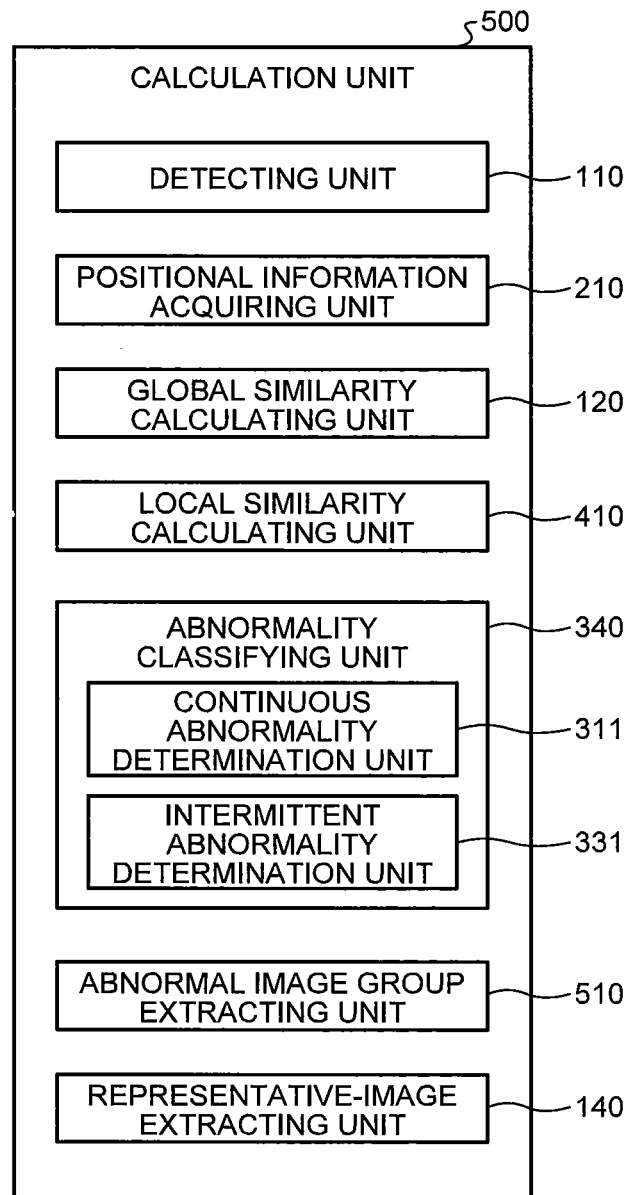 500
CALCULATION UNIT
DETECTING UNIT
110
POSITIONAL INFORMATION
ACQUIRING UNIT
210
GLOBAL SIMILARITY
CALCULATING UNIT
120
LOCAL SIMILARITY
CALCULATING UNIT
410
ABNORMALITY
CLASSIFYING UNIT
340
CONTINUOUS
ABNORMALITY
DETERMINATION UNIT
311
INTERMITTENT
ABNORMALITY
DETERMINATION UNIT
331
ABNORMAL IMAGE GROUP
EXTRACTING UNIT
510
REPRESENTATIVE-IMAGE
EXTRACTING UNIT
140